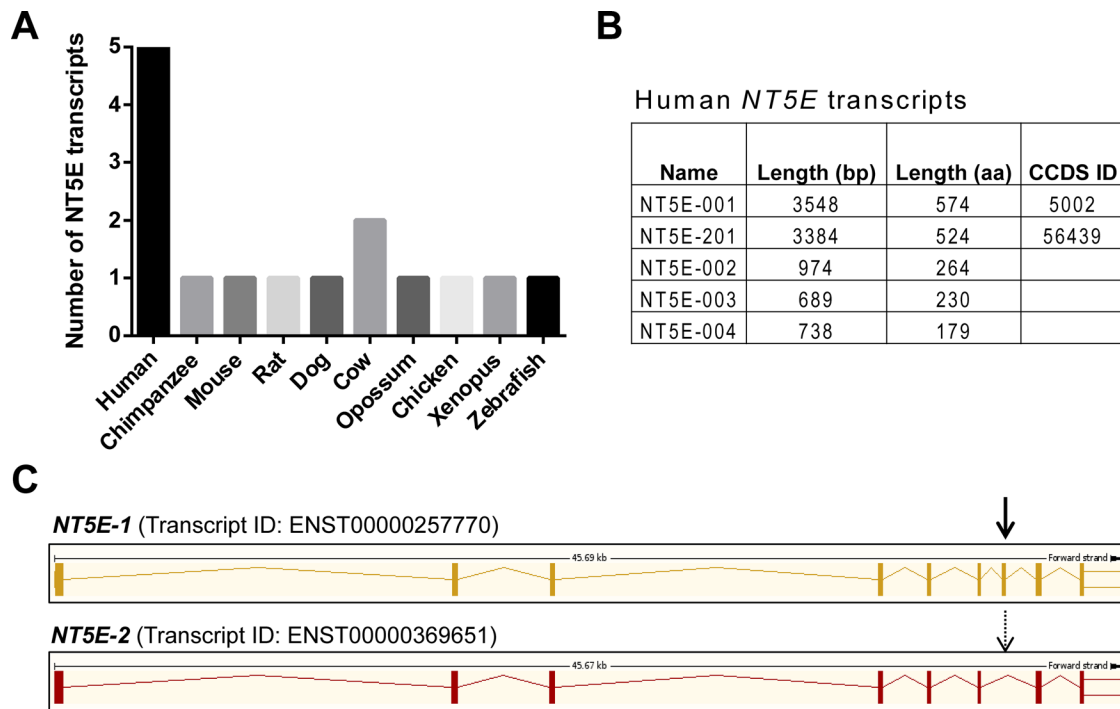 A
Number of NT5E transcripts
5
4
3
2
1
0
Human
Chimpanzee
Mouse
Rat
Dog
Cow
Opossum
Chicken
Xenopus
Zebrafish
B
Human NT5E transcripts
Name Length (bp) Length (aa) CCDS ID
NT5E-001 3548 574 5002
NT5E-201 3384 524 56439
NT5E-002 974 264
NT5E-003 689 230
NT5E-004 738 179
C
NT5E-1 (Transcript ID: ENST00000257770)
45.69 kb Forward strand
NT5E-2 (Transcript ID: ENST00000369651)
45.67 kb Forward strand